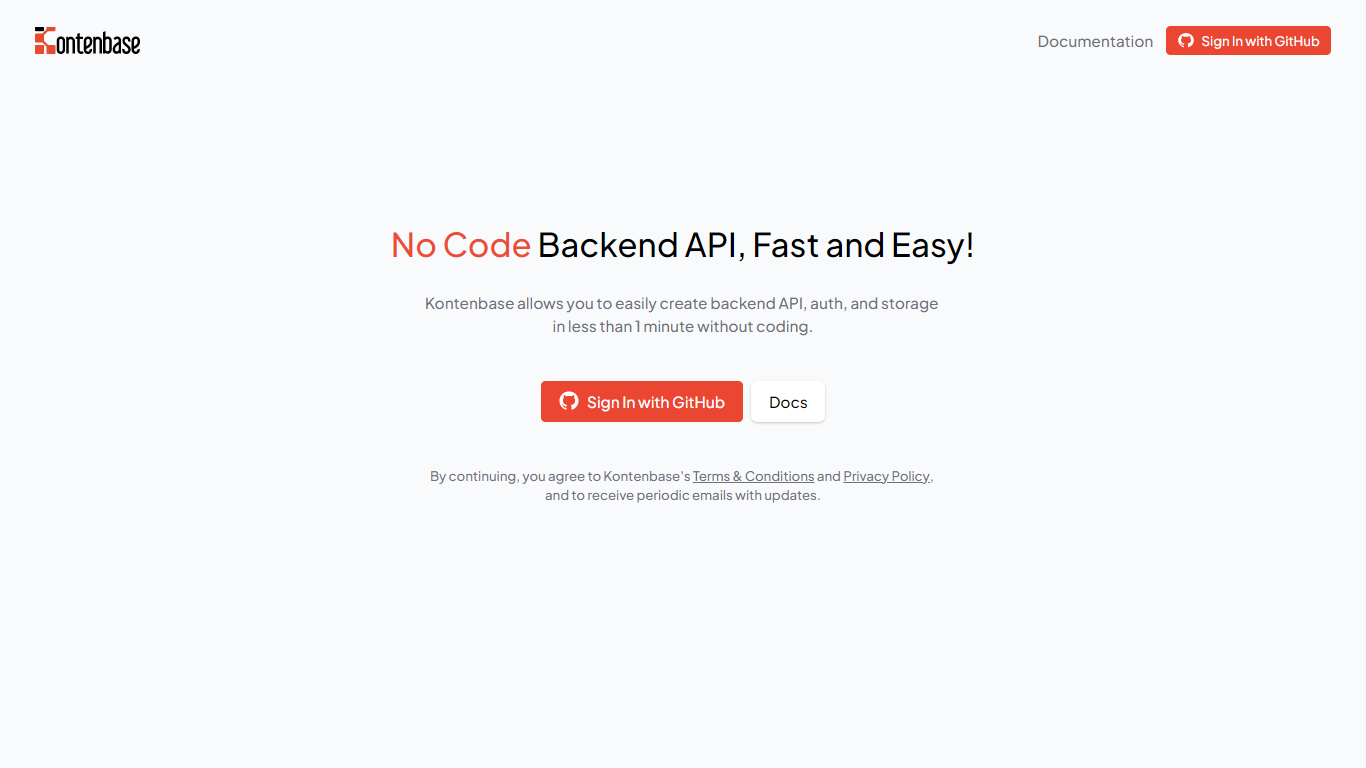 Kontenbase
Documentation
Sign In with GitHub
No Code Backend API, Fast and Easy!
Kontenbase allows you to easily create backend API, auth, and storage
in less than 1 minute without coding.
Sign In with GitHub
Docs
By continuing, you agree to Kontenbase's Terms & Conditions and Privacy Policy,
and to receive periodic emails with updates.